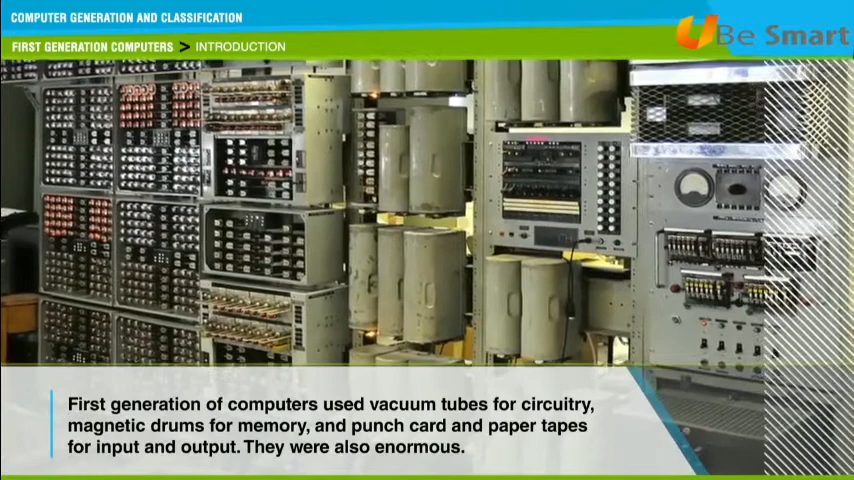 COMPUTER GENERATION AND CLASSIFICATION
FIRST GENERATION COMPUTERS > INTRODUCTION
UBe Smart
First generation of computers used vacuum tubes for circuitry,
magnetic drums for memory, and punch card and paper tapes
for input and output. They were also enormous.